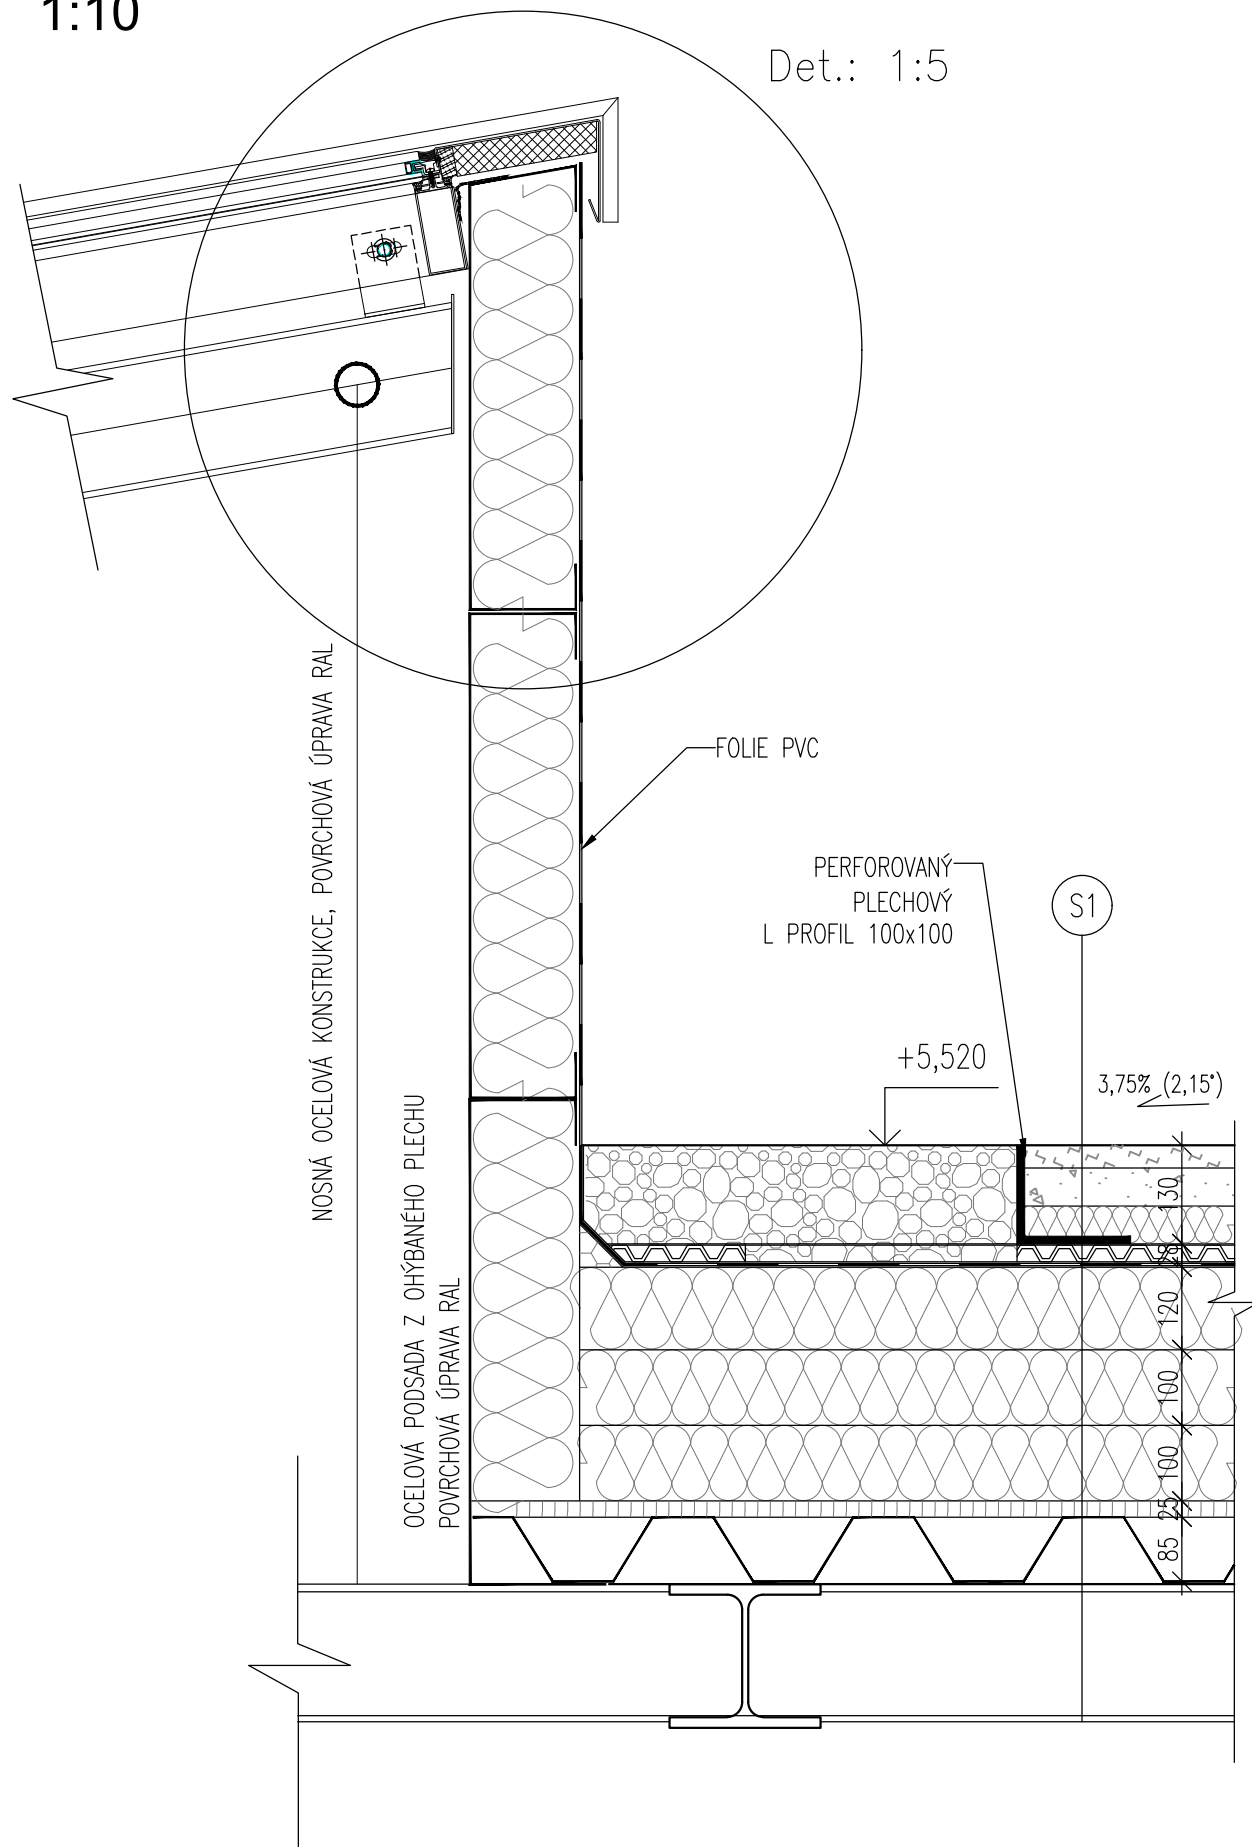 1:10
Det.: 1:5
NOSNÁ OCELOVÁ KONSTRUKCE, POVRCHOVÁ ÚPRAVA RAL
OCELOVÁ PODSADA Z OHÝBANÉHO PLECHU
POVRCHOVÁ ÚPRAVA RAL
FOLIE PVC
PERFOROVANÝ
PLECHOVÝ
L PROFIL 100x100
S1
+5,520
3,75% (2,15°)
130
28
120
100
100
25
85